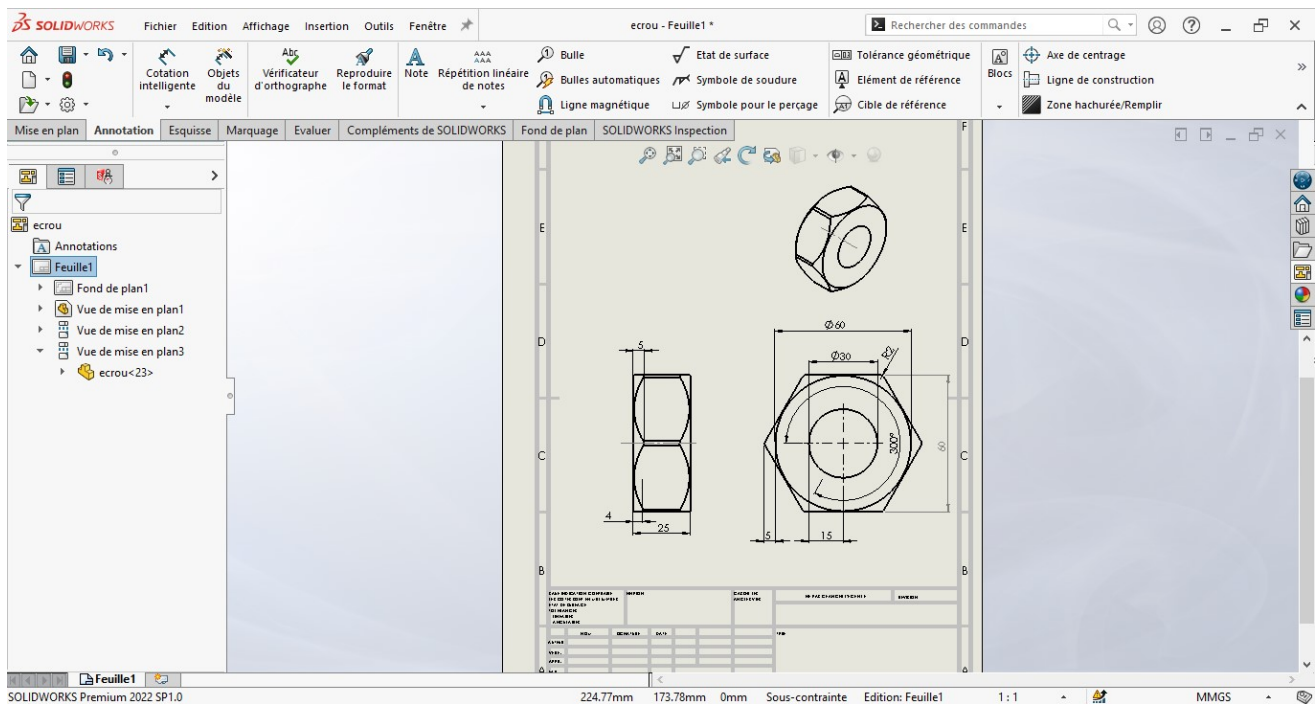 SOLIDWORKS Fichier Edition Affichage Insertion Outils Fenêtre ecrou - Feuille1 * Rechercher des commandes
Cotation intelligente
Objets du modèle
Abc
Vérificateur d'orthographe
Reproduire le format
A
Note
AAA
AAA
Répétition linéaire de notes
Bulle
Bulles automatiques
Ligne magnétique
Etat de surface
Symbole de soudure
Symbole pour le perçage
Tolérance géométrique
Elément de référence
Cible de référence
Blocs
Axe de centrage
Ligne de construction
Zone hachurée/Remplir
Mise en plan Annotation Esquisse Marquage Evaluer Compléments de SOLIDWORKS Fond de plan SOLIDWORKS Inspection
ecrou
Annotations
Feuille1
Fond de plan1
Vue de mise en plan1
Vue de mise en plan2
Vue de mise en plan3
ecrou<23>
F
E E
D D
C C
B B
A A
Ø60
Ø30
R2
5
300°
60
4
25
5
15
Feuille1
SOLIDWORKS Premium 2022 SP1.0 224.77mm 173.78mm 0mm Sous-contrainte Edition: Feuille1 1:1 MMGS